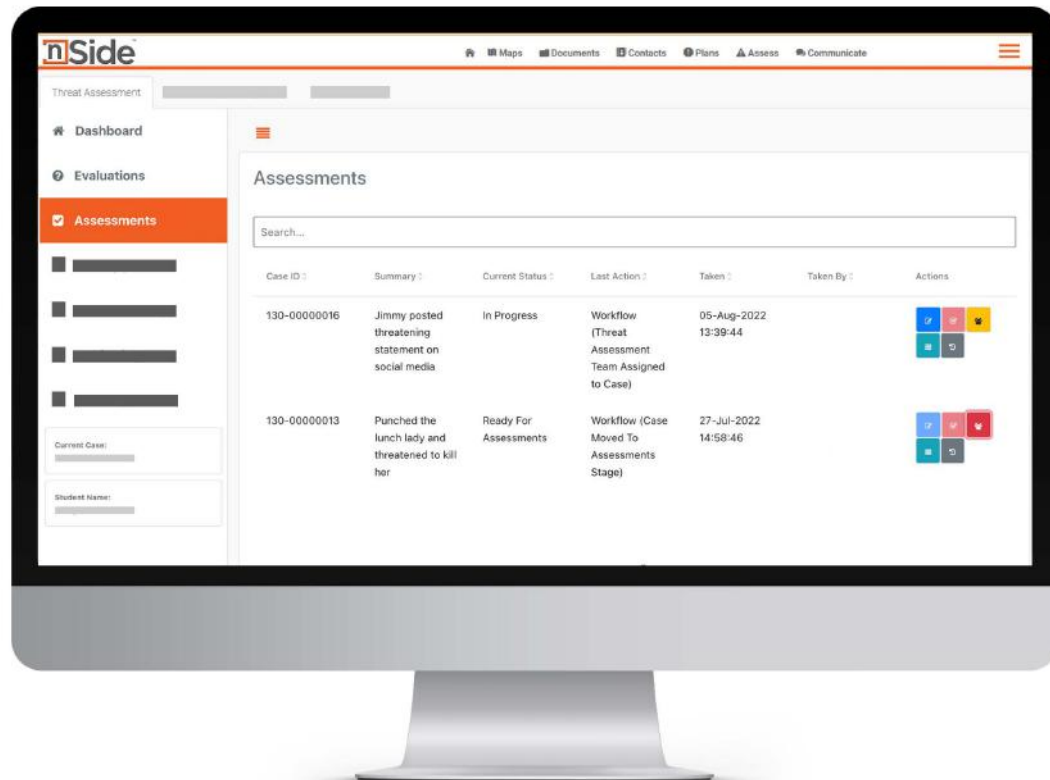 nSide™
Maps Documents Contacts Plans Assess Communicate
Threat Assessment
Dashboard
Evaluations
Assessments
Current Case:
Student Name:
Assessments
Search...
Case ID Summary Current Status Last Action Taken Taken By Actions
130-00000016 Jimmy posted In Progress Workflow 05-Aug-2022
threatening (Threat 13:39:44
statement on Assessment
social media Team Assigned
to Case)
130-00000013 Punched the Ready For Workflow (Case 27-Jul-2022
lunch lady and Assessments Moved To 14:58:46
threatened to kill Assessments
her Stage)